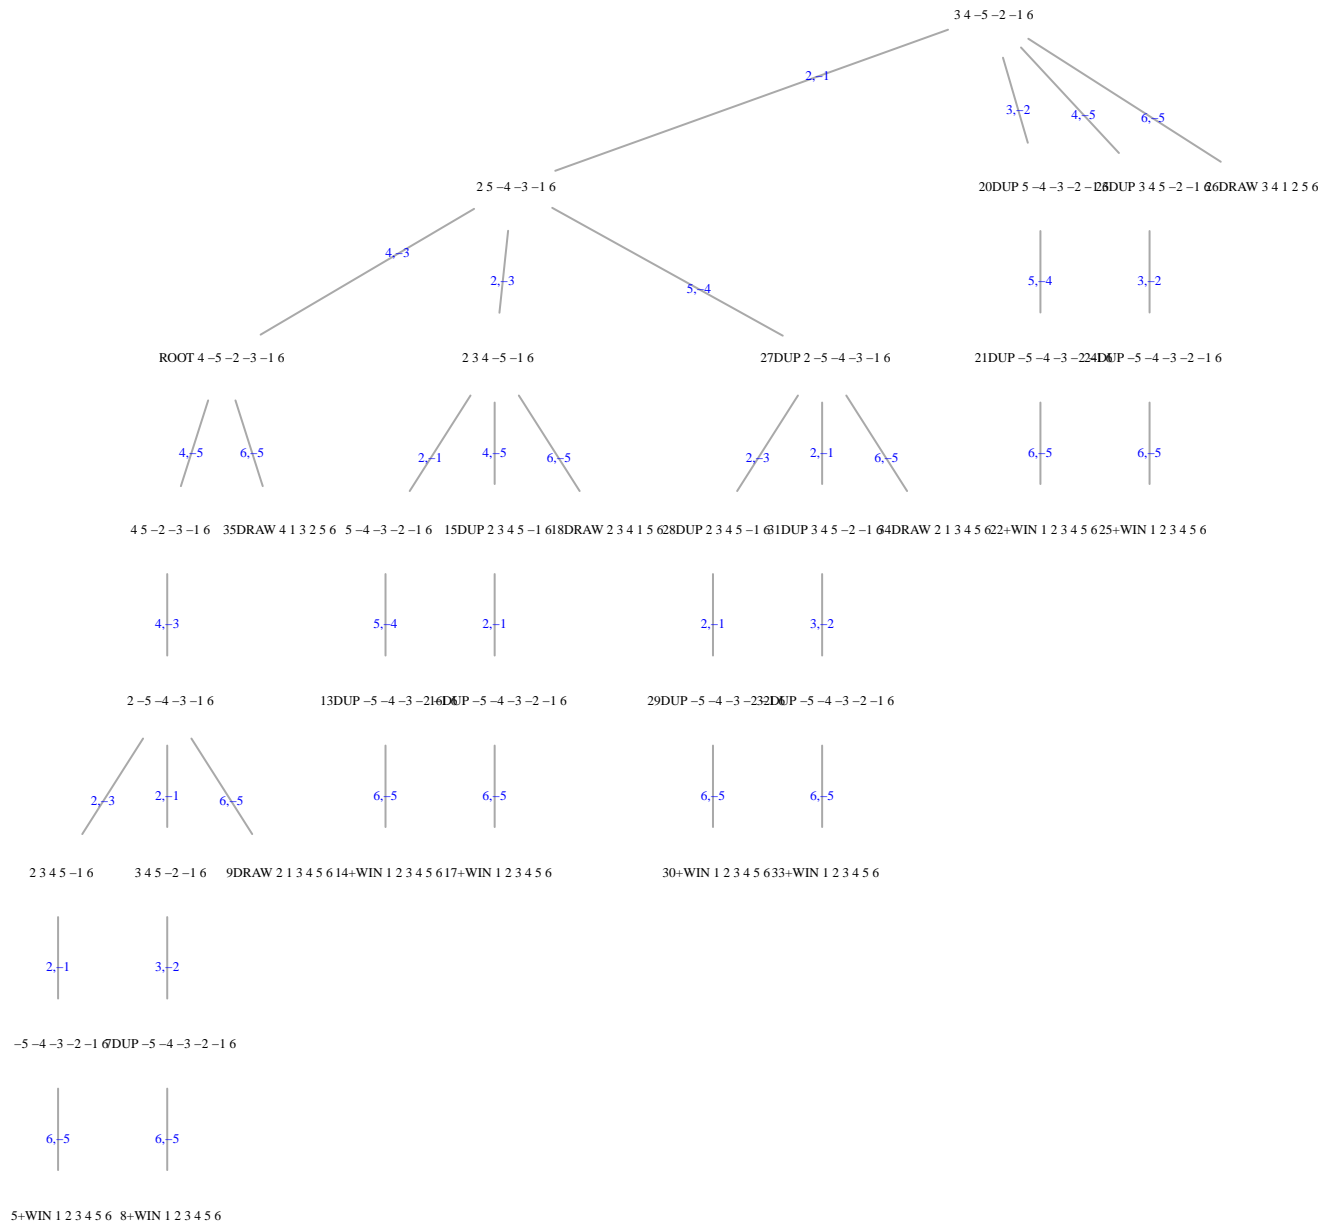 3 4 −5 −2 −1 6
2,−1
3,−2
4,−5
6,−5
2 5 −4 −3 −1 6
20DUP 5 −4 −3 −2 −1 6
23DUP 3 4 5 −2 −1 6
26DRAW 3 4 1 2 5 6
4,−3
2,−3
5,−4
5,−4
3,−2
ROOT 4 −5 −2 −3 −1 6
2 3 4 −5 −1 6
27DUP 2 −5 −4 −3 −1 6
21DUP −5 −4 −3 −2 −1 6
24DUP −5 −4 −3 −2 −1 6
4,−5
6,−5
2,−1
4,−5
6,−5
2,−3
2,−1
6,−5
6,−5
6,−5
4 5 −2 −3 −1 6
35DRAW 4 1 3 2 5 6
5 −4 −3 −2 −1 6
15DUP 2 3 4 5 −1 6
18DRAW 2 3 4 1 5 6
28DUP 2 3 4 5 −1 6
31DUP 3 4 5 −2 −1 6
34DRAW 2 1 3 4 5 6
22+WIN 1 2 3 4 5 6
25+WIN 1 2 3 4 5 6
4,−3
5,−4
2,−1
2,−1
3,−2
2 −5 −4 −3 −1 6
13DUP −5 −4 −3 −2 −1 6
16DUP −5 −4 −3 −2 −1 6
29DUP −5 −4 −3 −2 −1 6
32DUP −5 −4 −3 −2 −1 6
2,−3
2,−1
6,−5
6,−5
6,−5
6,−5
6,−5
2 3 4 5 −1 6
3 4 5 −2 −1 6
9DRAW 2 1 3 4 5 6
14+WIN 1 2 3 4 5 6
17+WIN 1 2 3 4 5 6
30+WIN 1 2 3 4 5 6
33+WIN 1 2 3 4 5 6
2,−1
3,−2
−5 −4 −3 −2 −1 6
7DUP −5 −4 −3 −2 −1 6
6,−5
6,−5
5+WIN 1 2 3 4 5 6
8+WIN 1 2 3 4 5 6